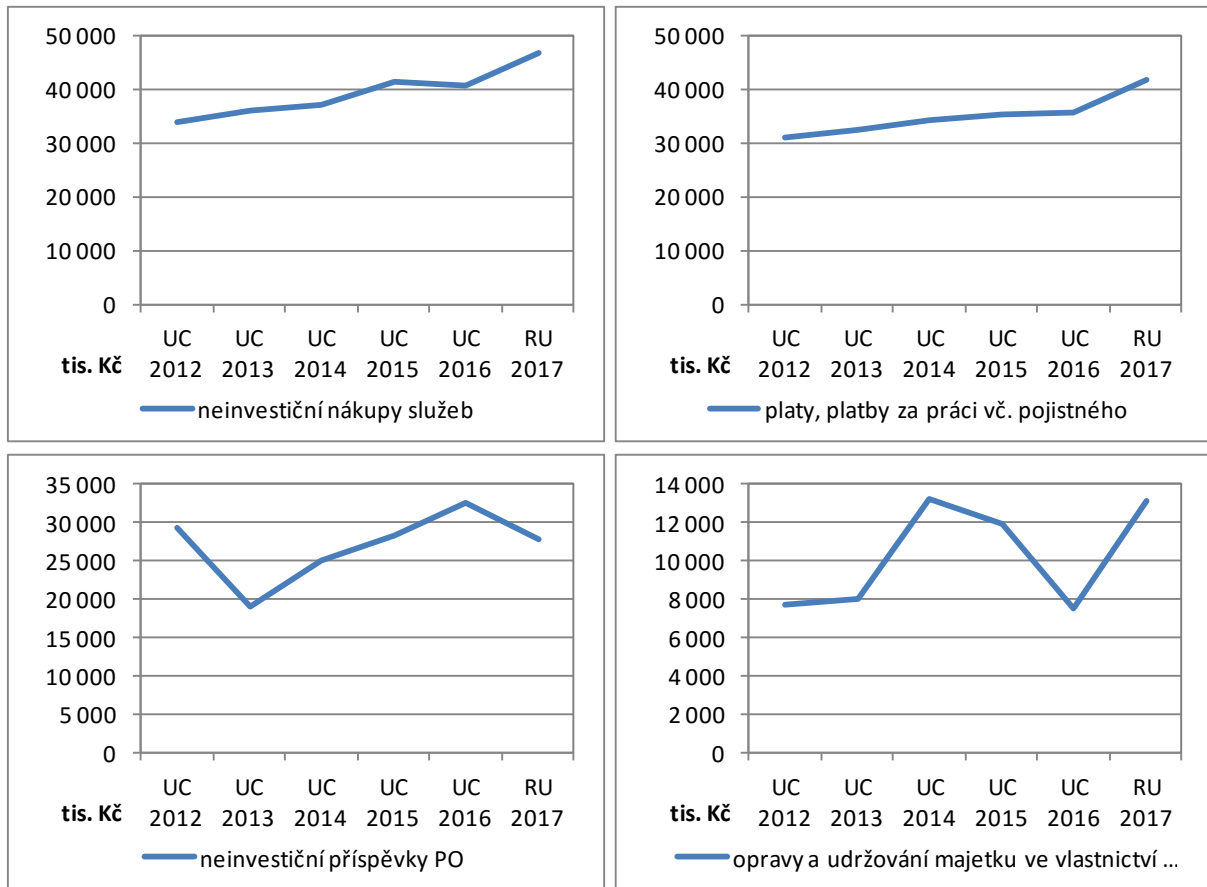 50 000
40 000
30 000
20 000
10 000
0
UC UC UC UC UC RU
tis. Kč 2012 2013 2014 2015 2016 2017
neinvestiční nákupy služeb
50 000
40 000
30 000
20 000
10 000
0
UC UC UC UC UC RU
tis. Kč 2012 2013 2014 2015 2016 2017
platy, platby za práci vč. pojistného
35 000
30 000
25 000
20 000
15 000
10 000
5 000
0
UC UC UC UC UC RU
tis. Kč 2012 2013 2014 2015 2016 2017
neinvestiční příspěvky PO
14 000
12 000
10 000
8 000
6 000
4 000
2 000
0
UC UC UC UC UC RU
tis. Kč 2012 2013 2014 2015 2016 2017
opravy a udržování majetku ve vlastnictví ...